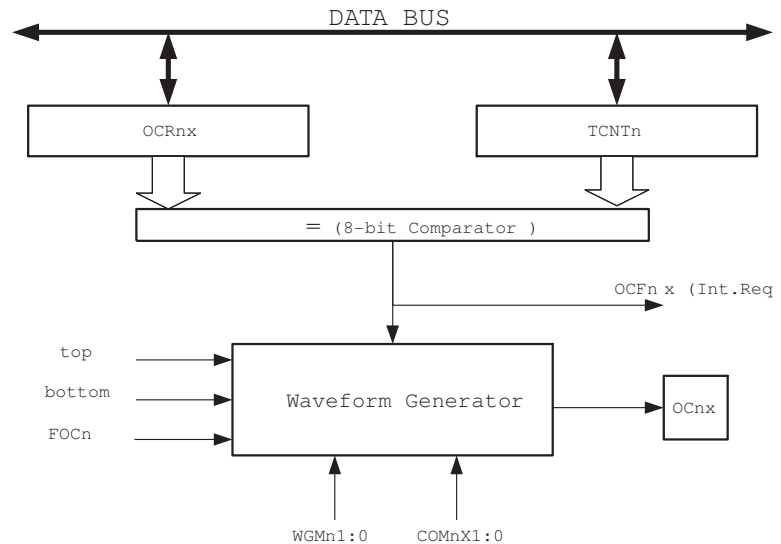 DATA BUS
OCRnx
TCNTn
= (8-bit Comparator )
OCFn x (Int.Req
top
bottom
FOCn
Waveform Generator
OCnx
WGMn1:0
COMnX1:0